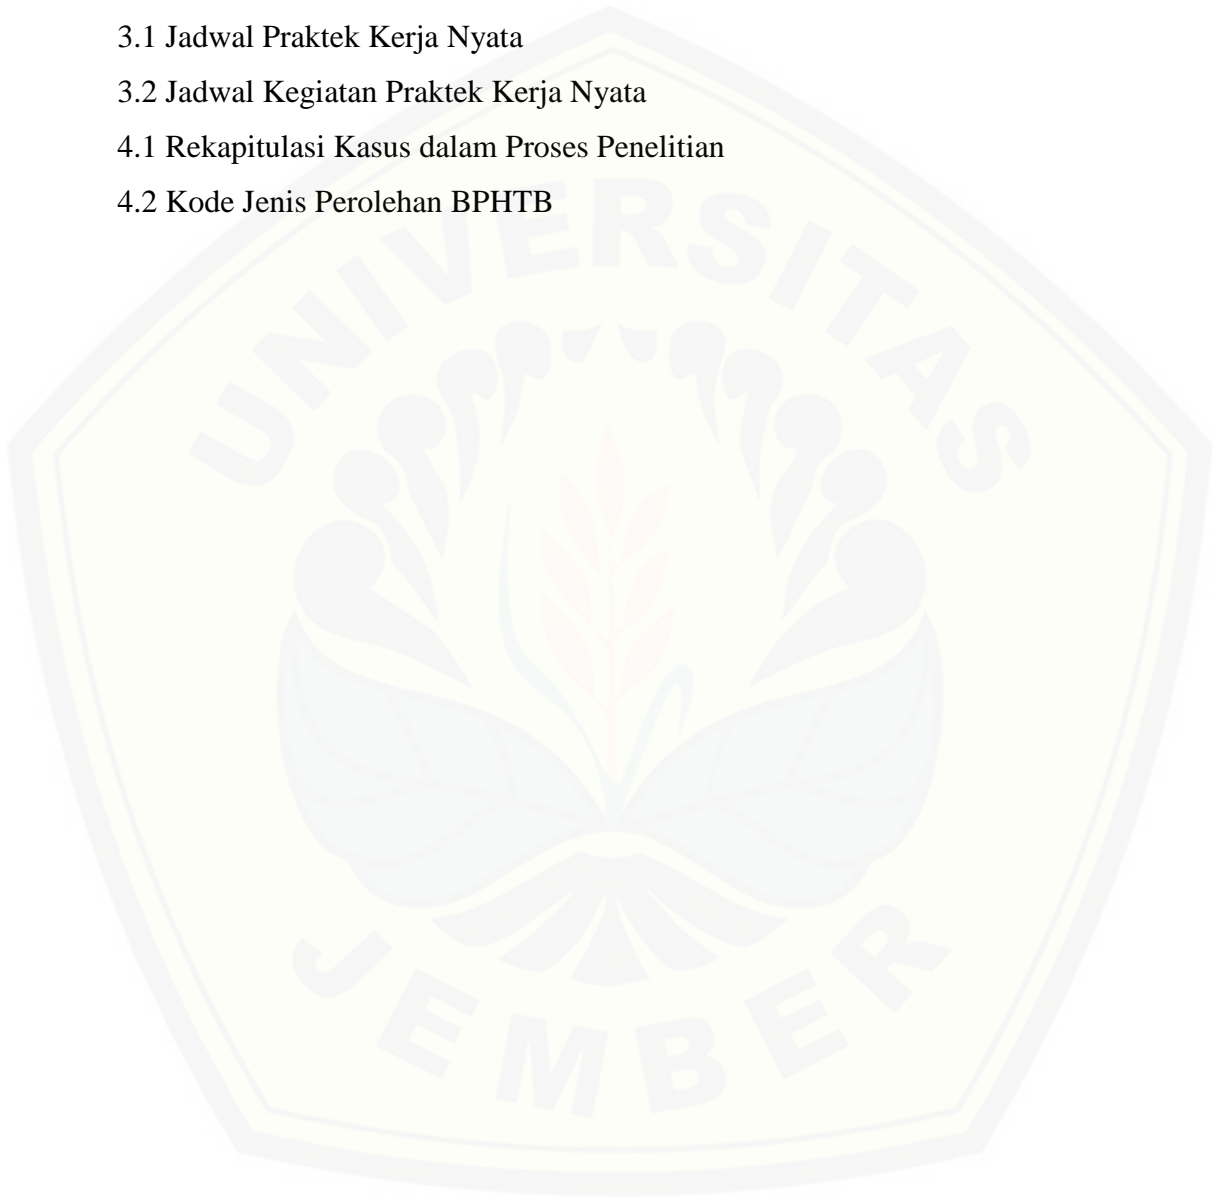 3.1 Jadwal Praktek Kerja Nyata
3.2 Jadwal Kegiatan Praktek Kerja Nyata
4.1 Rekapitulasi Kasus dalam Proses Penelitian
4.2 Kode Jenis Perolehan BPHTB
UNIVERSITAS
JEMBER